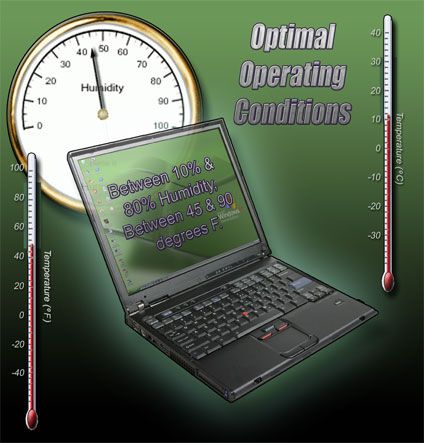 Optimal
Operating
Conditions
0
10
20
30
40
50
60
70
80
90
100
Humidity
40
30
20
10
0
-10
-20
-30
Temperature (°C)
Between 10% &
80% Humidity.
Between 45 & 90
degrees F.
Windows
100
80
60
40
20
0
-20
-40
Temperature (°F)